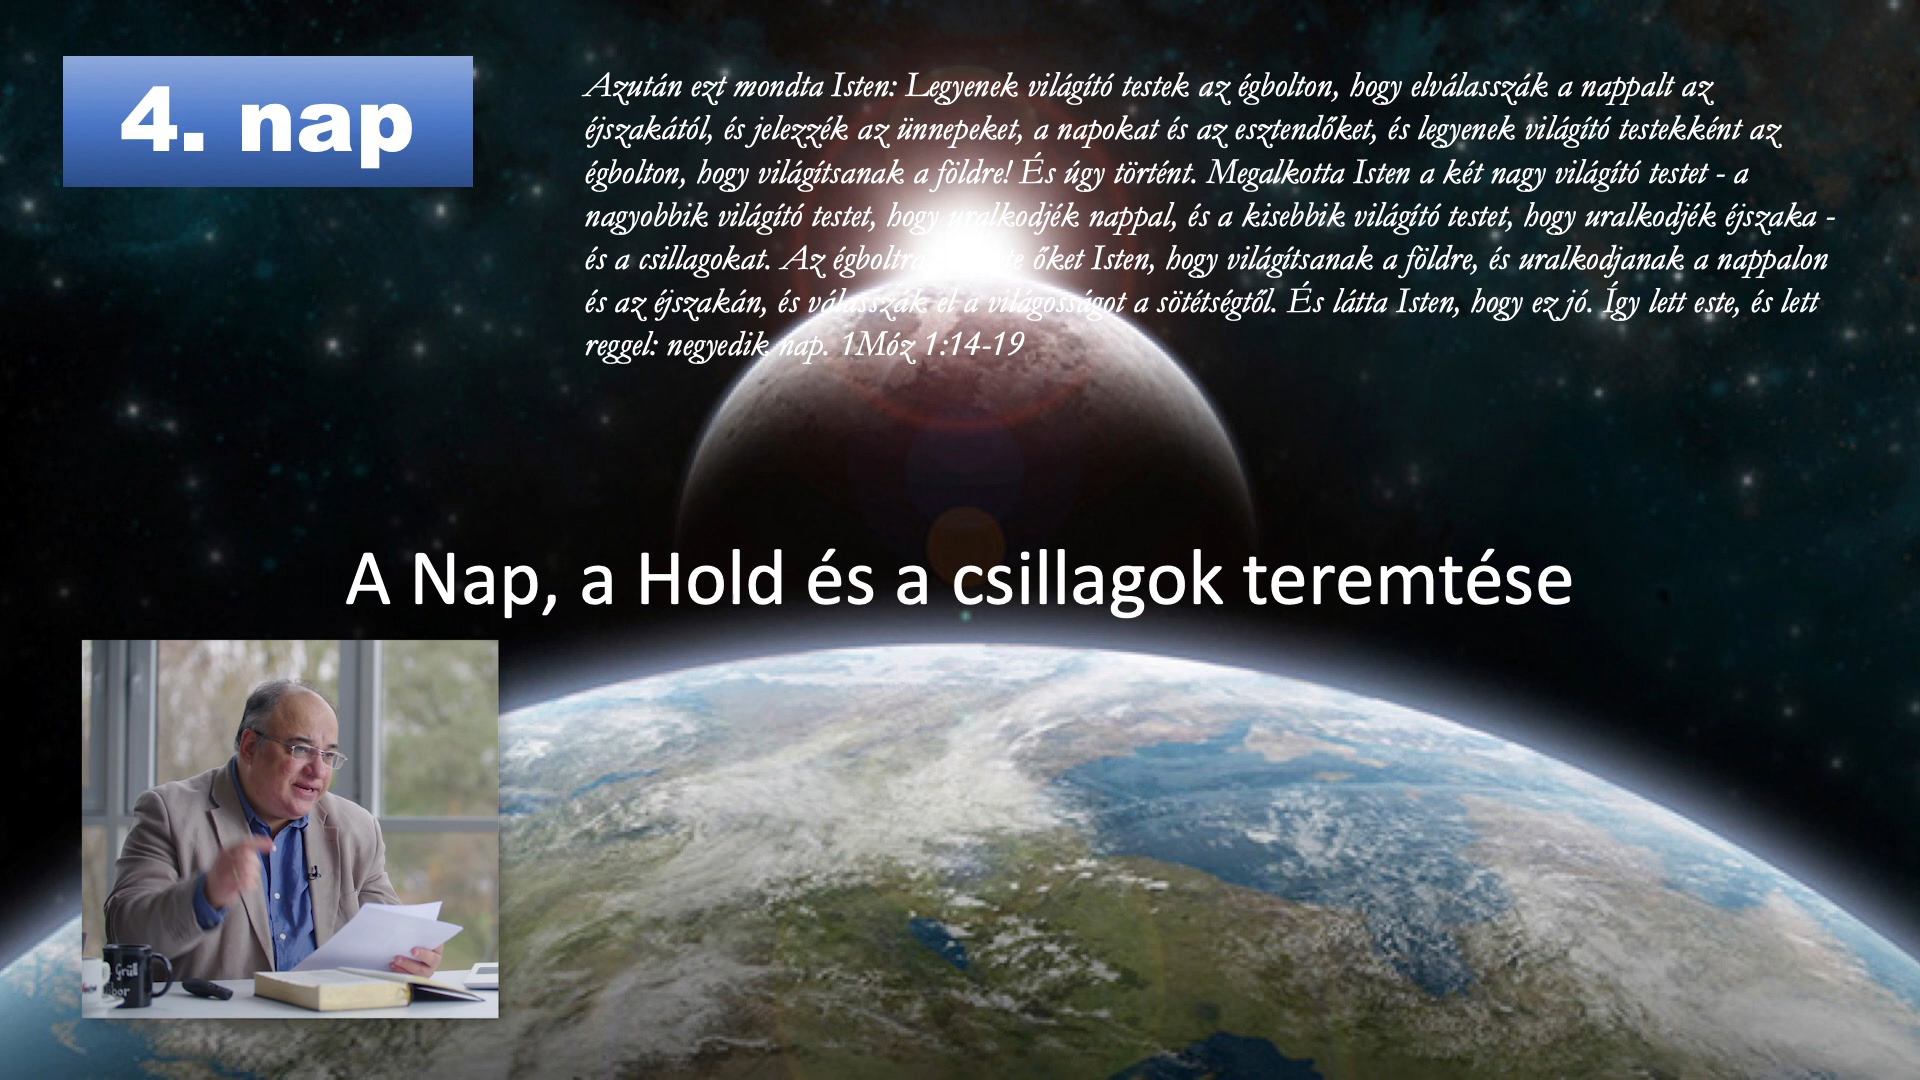 4. nap
Azután ezt mondta Isten: Legyenek világító testek az égbolton, hogy elválasszák a nappalt az
éjszakától, és jelezzék az ünnepeket, a napokat és az esztendőket, és legyenek világító testekként az
égbolton, hogy világítsanak a földre! És úgy történt. Megalkotta Isten a két nagy világító testet - a
nagyobbik világító testet, hogy uralkodjék nappal, és a kisebbik világító testet, hogy uralkodjék éjszaka -
és a csillagokat. Az égboltra őket Isten, hogy világítsanak a földre, és uralkodjanak a nappalon
és az éjszakán, és válasszák el a világosságot a sötétségtől. És látta Isten, hogy ez jó. Így lett este, és lett
reggel: negyedik nap. 1Móz 1:14-19
A Nap, a Hold és a csillagok teremtése
Grüll